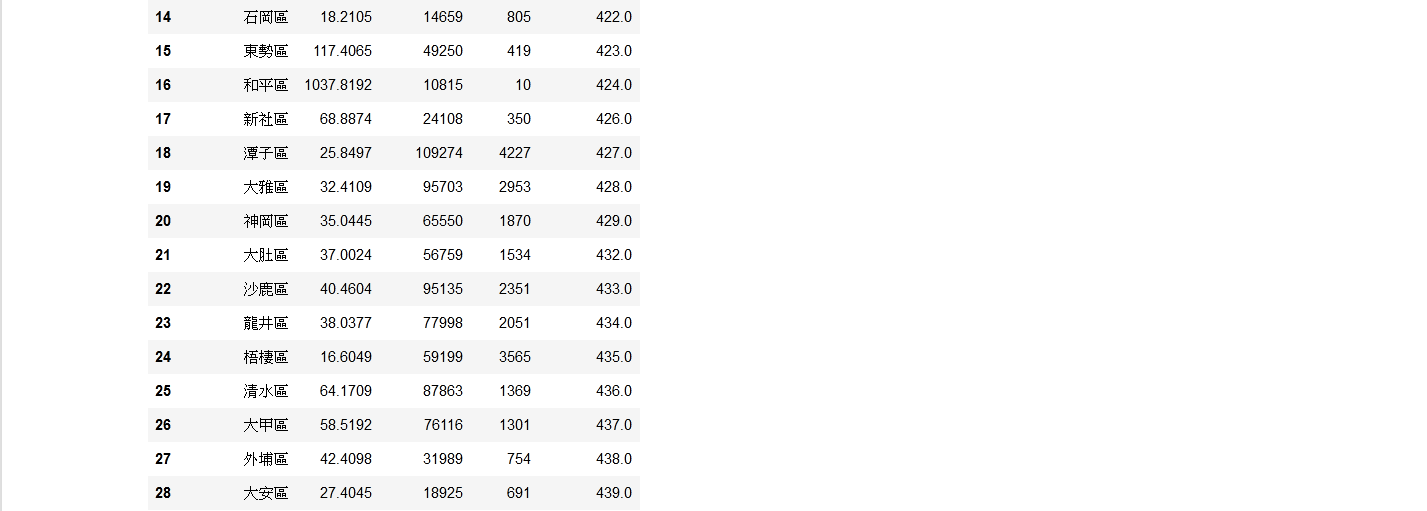 14 石岡區 18.2105 14659 805 422.0
15 東勢區 117.4065 49250 419 423.0
16 和平區 1037.8192 10815 10 424.0
17 新社區 68.8874 24108 350 426.0
18 潭子區 25.8497 109274 4227 427.0
19 大雅區 32.4109 95703 2953 428.0
20 神岡區 35.0445 65550 1870 429.0
21 大肚區 37.0024 56759 1534 432.0
22 沙鹿區 40.4604 95135 2351 433.0
23 龍井區 38.0377 77998 2051 434.0
24 梧棲區 16.6049 59199 3565 435.0
25 清水區 64.1709 87863 1369 436.0
26 大甲區 58.5192 76116 1301 437.0
27 外埔區 42.4098 31989 754 438.0
28 大安區 27.4045 18925 691 439.0